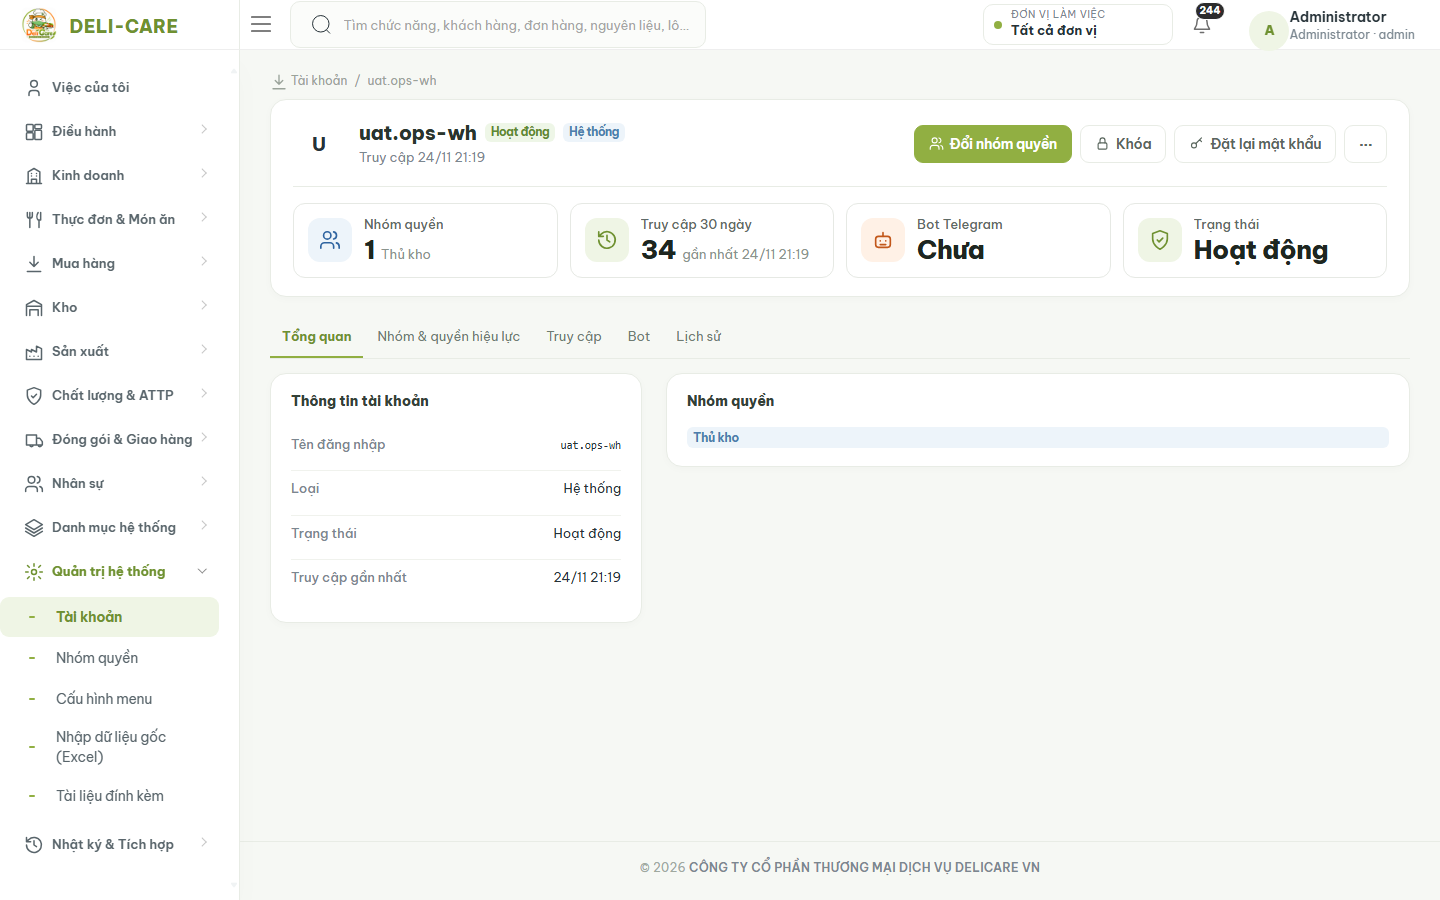 DELI-CARE
Tìm chức năng, khách hàng, đơn hàng, nguyên liệu, lô...
ĐƠN VỊ LÀM VIỆC
Tất cả đơn vị
244
A
Administrator
Administrator · admin
Việc của tôi
Điều hành
Kinh doanh
Thực đơn & Món ăn
Mua hàng
Kho
Sản xuất
Chất lượng & ATTP
Đóng gói & Giao hàng
Nhân sự
Danh mục hệ thống
Quản trị hệ thống
Tài khoản
Nhóm quyền
Cấu hình menu
Nhập dữ liệu gốc
(Excel)
Tài liệu đính kèm
Nhật ký & Tích hợp
Tài khoản / uat.ops-wh
U
uat.ops-wh Hoạt động Hệ thống
Truy cập 24/11 21:19
Đổi nhóm quyền
Khóa
Đặt lại mật khẩu
...
Nhóm quyền
1 Thủ kho
Truy cập 30 ngày
34 gần nhất 24/11 21:19
Bot Telegram
Chưa
Trạng thái
Hoạt động
Tổng quan
Nhóm & quyền hiệu lực
Truy cập
Bot
Lịch sử
Thông tin tài khoản
Tên đăng nhập uat.ops-wh
Loại Hệ thống
Trạng thái Hoạt động
Truy cập gần nhất 24/11 21:19
Nhóm quyền
Thủ kho
© 2026 CÔNG TY CỔ PHẦN THƯƠNG MẠI DỊCH VỤ DELICARE VN